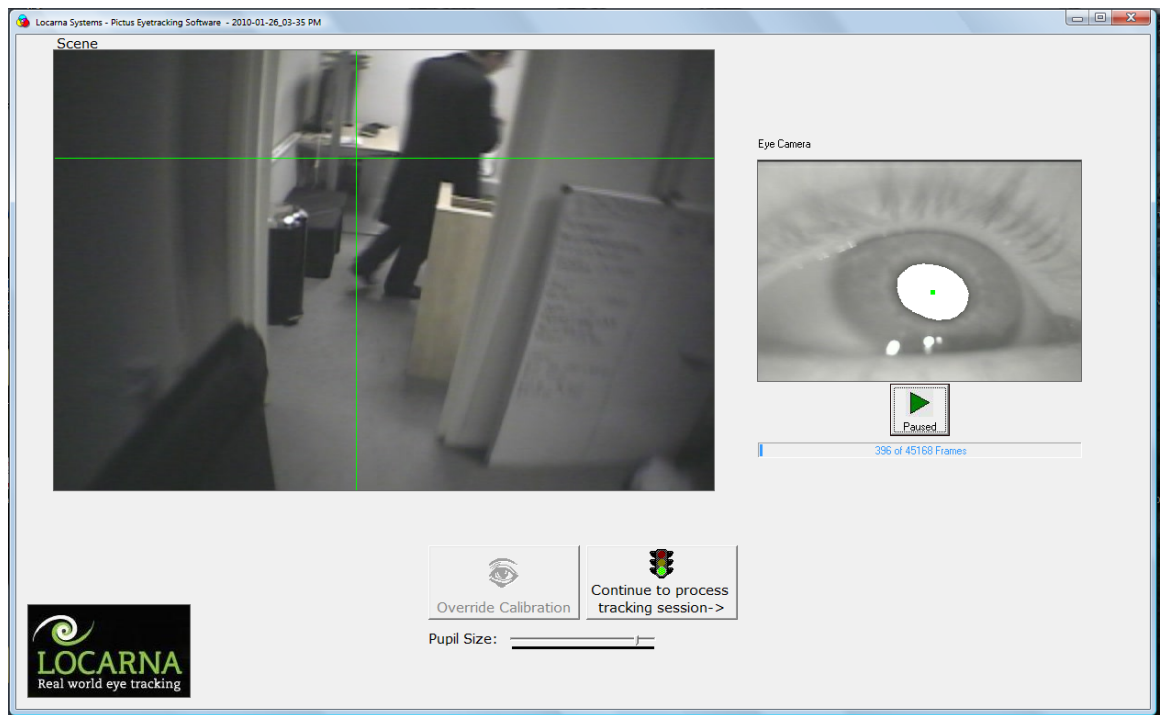 Locarna Systems - Pictus Eyetracking Software - 2010-01-26_03-35 PM
Scene
Eye Camera
Paused
396 of 45168 Frames
Override Calibration
Continue to process
tracking session->
Pupil Size:
LOCARNA
Real world eye tracking